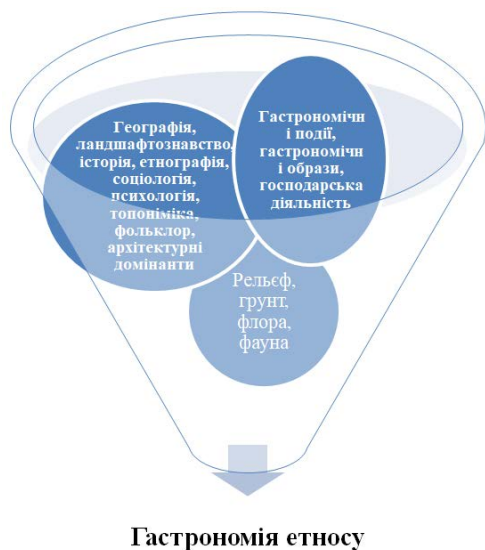 Географія,
ландшафтознавство,
історія, етнографія,
соціологія,
психологія,
топоніміка,
фольклор,
архітектурні
домінанти
Гастрономічн
і події,
гастрономічн
і образи,
господарська
діяльність
Рельєф,
грунт,
флора,
фауна
Гастрономія етносу